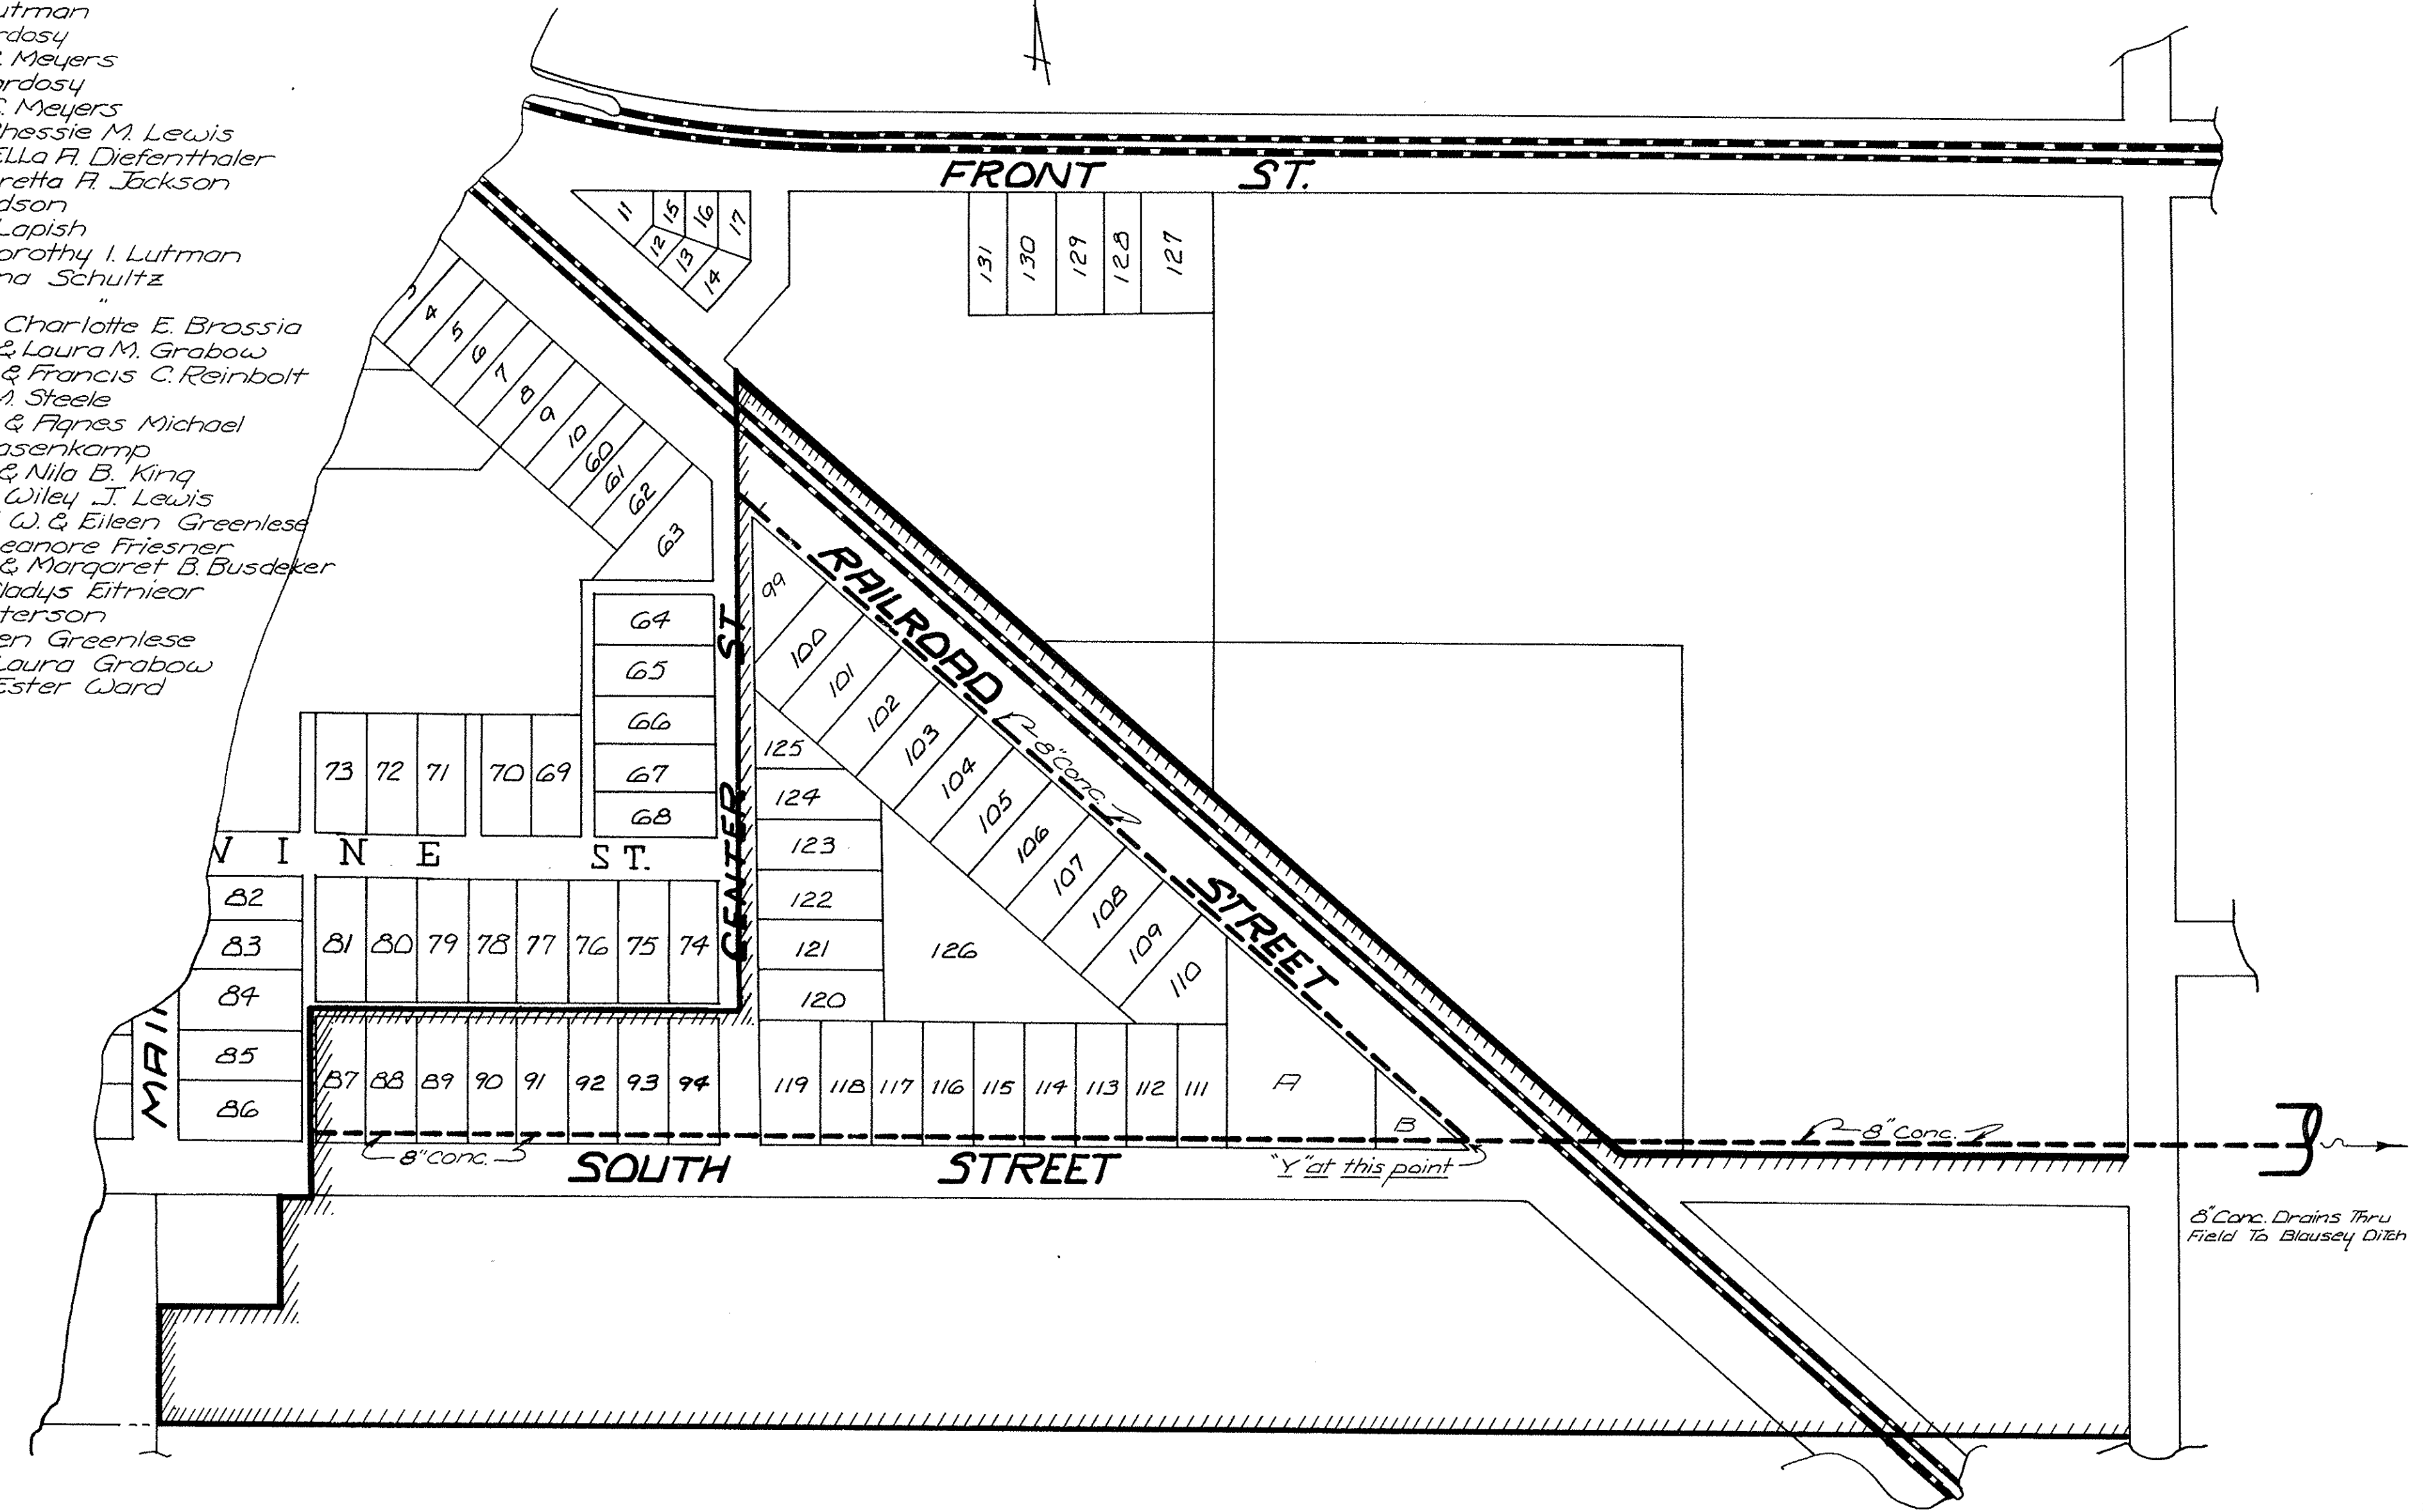 utman
rdosy
Meyers
ardosy
C. Meyers
Chessie M. Lewis
Ella A. Diefenthaler
retta A. Jackson
dson
Lapish
orothy I. Lutman
na Schultz
"
Charlotte E. Brossia
& Laura M. Grabow
& Francis C. Reinbolt
M. Steele
& Agnes Michael
asenkamp
& Nila B. King
Wiley J. Lewis
W. & Eileen Greenlese
eanore Friesner
& Margaret B. Busdeker
Gladys Eitniear
terson
en Greenlese
Laura Grabow
Ester Ward
FRONT ST.
11 15 16 17
12 13 14
131 130 129 128 127
4 5 6 7 8 9 10 60 61 62 63
64
65
66
67
68
73 72 71 70 69
VINE ST.
CENTER ST
RAILROAD STREET
8" Conc.
99 100 101 102 103 104 105 106 107 108 109 110
125
124
123
122
121
120
126
82
83
84
85
86
MAIN
81 80 79 78 77 76 75 74
87 88 89 90 91 92 93 94
119 118 117 116 115 114 113 112 111
A
B
8" Conc.
SOUTH STREET
"Y" at this point
8" Conc.
8" Conc. Drains Thru
Field To Blausey Ditch